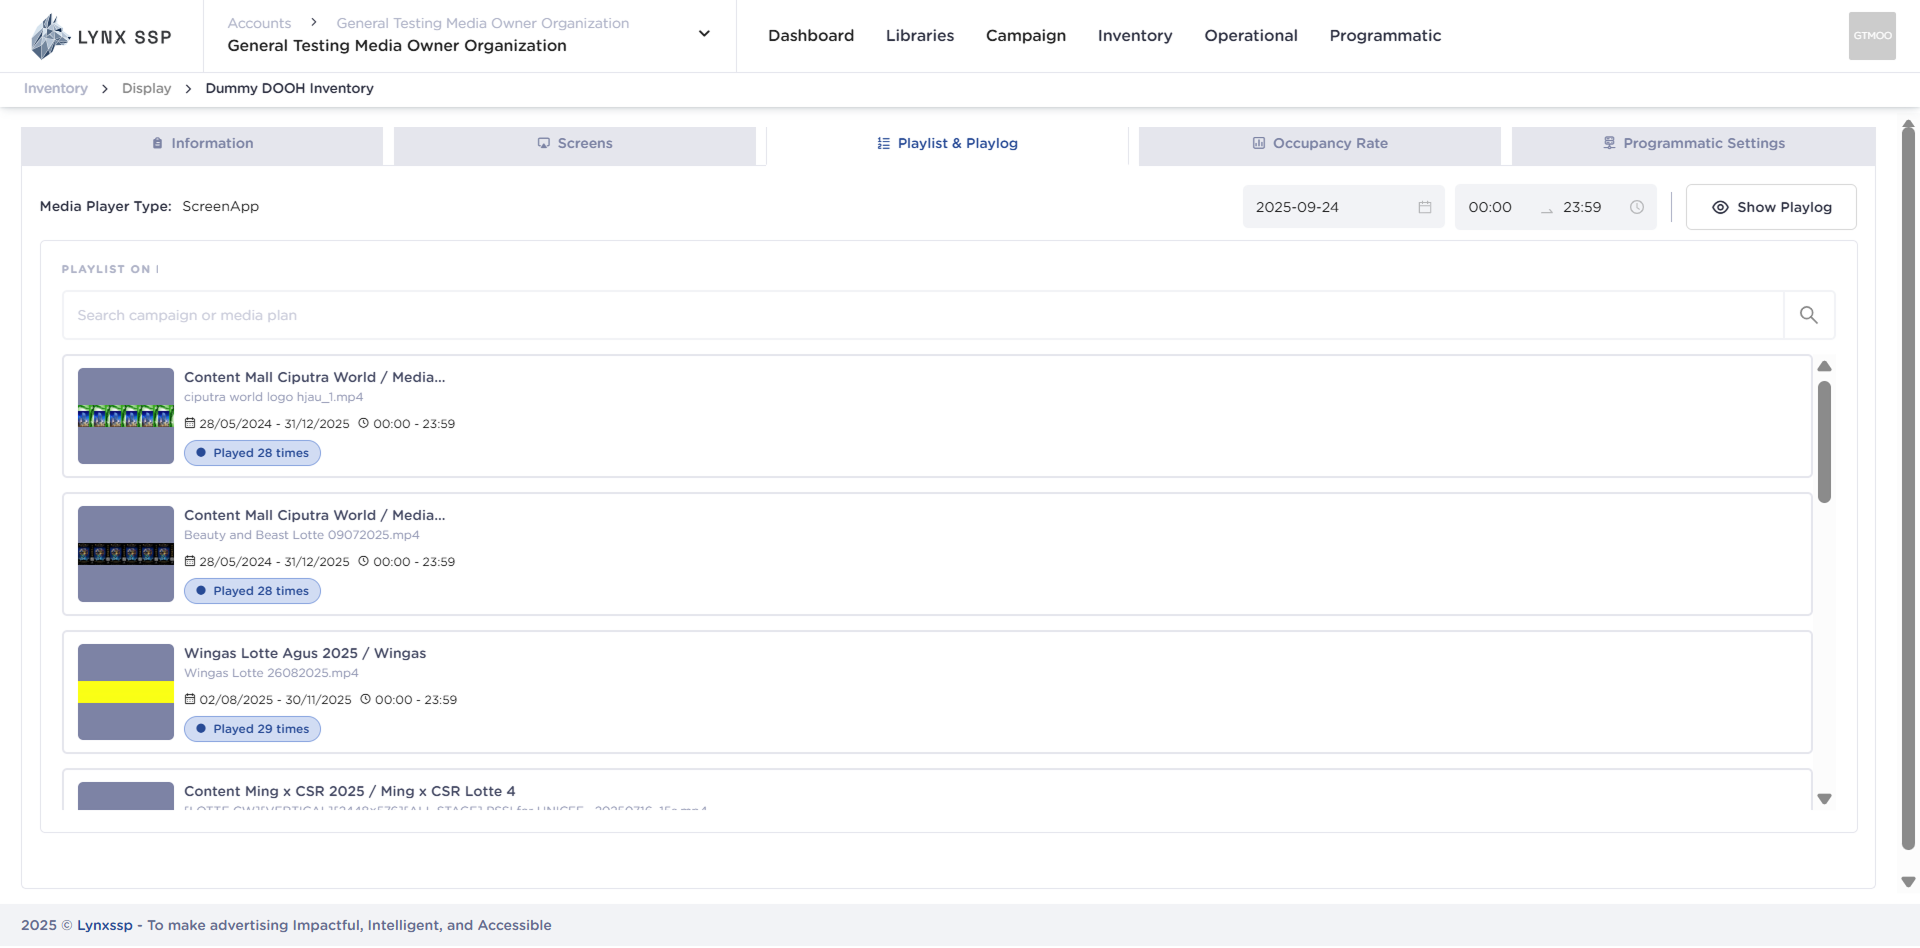 LYNX SSP
Accounts > General Testing Media Owner Organization
General Testing Media Owner Organization
Dashboard Libraries Campaign Inventory Operational Programmatic
GTMOO
Inventory > Display > Dummy DOOH Inventory
Information
Screens
Playlist & Playlog
Occupancy Rate
Programmatic Settings
Media Player Type: ScreenApp
2025-09-24
00:00 → 23:59
Show Playlog
PLAYLIST ON |
Search campaign or media plan
Content Mall Ciputra World / Media...
ciputra world logo hjau_1.mp4
28/05/2024 - 31/12/2025 00:00 - 23:59
Played 28 times
Content Mall Ciputra World / Media...
Beauty and Beast Lotte 09072025.mp4
28/05/2024 - 31/12/2025 00:00 - 23:59
Played 28 times
Wingas Lotte Agus 2025 / Wingas
Wingas Lotte 26082025.mp4
02/08/2025 - 30/11/2025 00:00 - 23:59
Played 29 times
Content Ming x CSR 2025 / Ming x CSR Lotte 4
2025 © Lynxssp - To make advertising Impactful, Intelligent, and Accessible